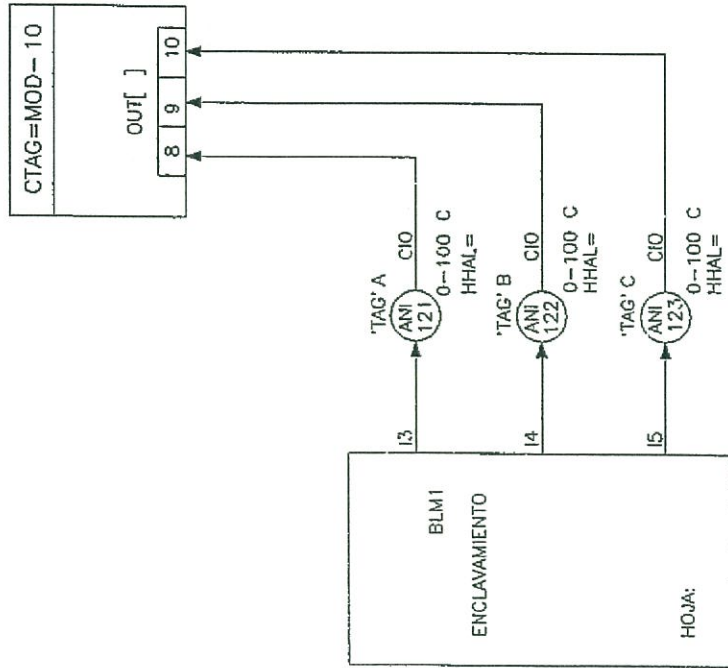 CTAG=MOD-10
OUT[ ]
8 9 10
'TAG' A
I3
ANI
121
CIO
0-100 C
HHAL=
'TAG' B
I4
ANI
122
CIO
0-100 C
HHAL=
'TAG' C
I5
ANI
123
CIO
0-100 C
HHAL=
BLM1
ENCLAVAMIENTO
HOJA: